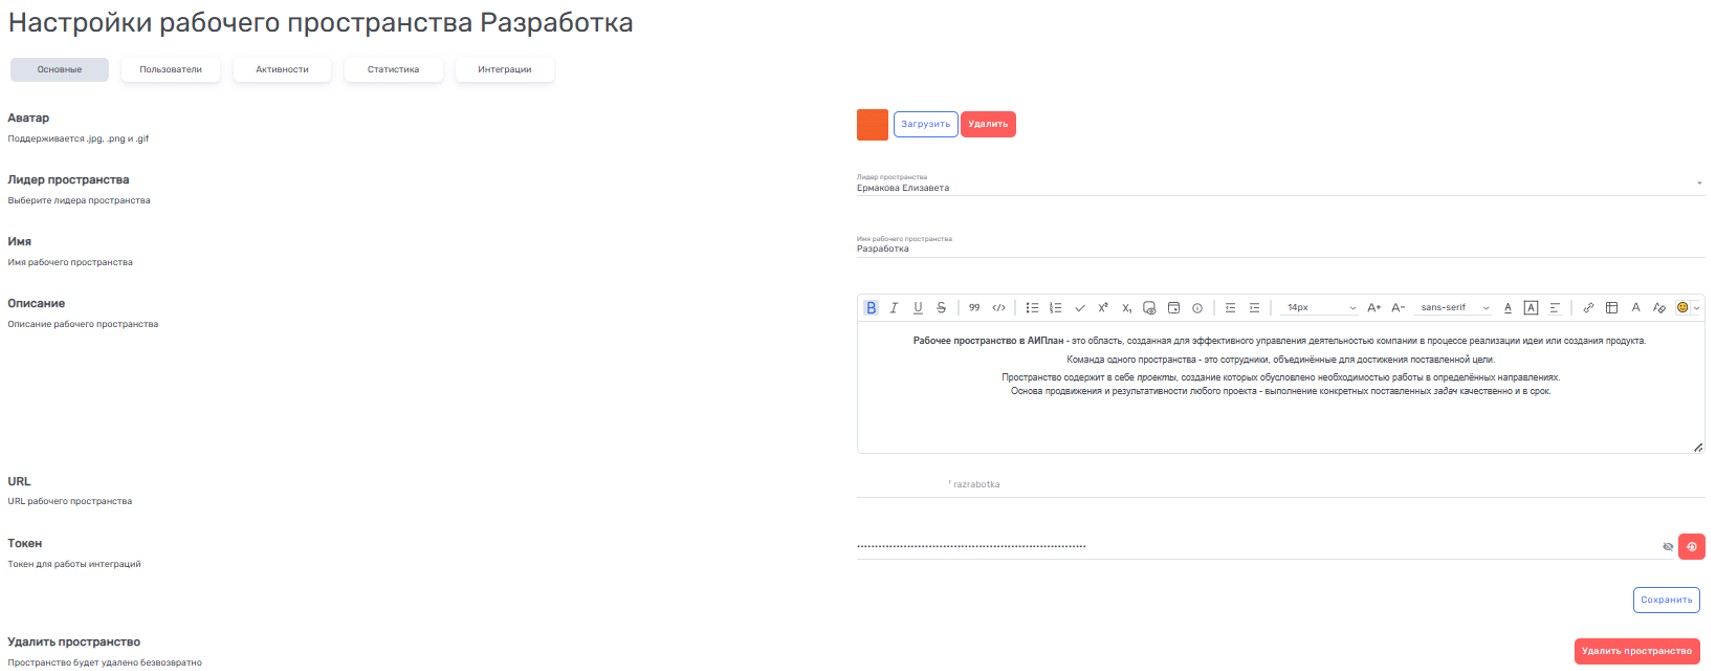 Настройки рабочего пространства Разработка
Основные Пользователи Активности Статистика Интеграции
Аватар
Поддерживается .jpg, .png и .gif
Загрузить Удалить
Лидер пространства
Выберите лидера пространства
Лидер пространства
Ермакова Елизавета
Имя
Имя рабочего пространства
Имя рабочего пространства
Разработка
Описание
Описание рабочего пространства
14px sans-serif
Рабочее пространство в АИПлан - это область, созданная для эффективного управления деятельностью компании в процессе реализации идеи или создания продукта.
Команда одного пространства - это сотрудники, объединённые для достижения поставленной цели.
Пространство содержит в себе проекты, создание которых обусловлено необходимостью работы в определённых направлениях.
Основа продвижения и результативности любого проекта - выполнение конкретных поставленных задач качественно и в срок.
URL
URL рабочего пространства
razrabotka
Токен
Токен для работы интеграций
Сохранить
Удалить пространство
Пространство будет удалено безвозвратно
Удалить пространство